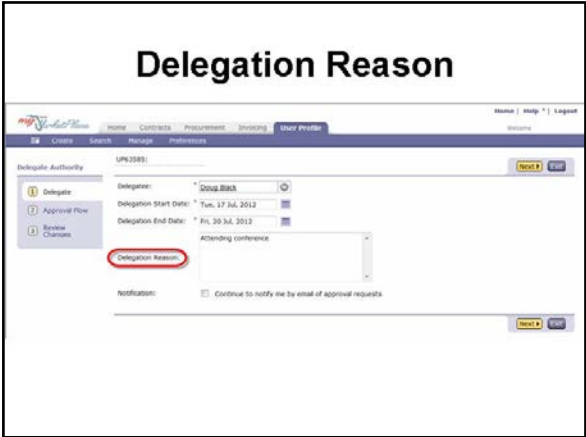 Delegation Reason
Home | Help | Logout
my MarketPlace
Home Contracts Procurement Invoicing User Profile
Welcome
Create Search Manage Preferences
Delegate Authority
UP63585:
Next Exit
1 Delegate
2 Approval Flow
3 Review Changes
Delegatee: * Doug Black
Delegation Start Date: * Tue, 17 Jul, 2012
Delegation End Date: * Fri, 20 Jul, 2012
Delegation Reason: Attending conference
Notification: Continue to notify me by email of approval requests
Next Exit